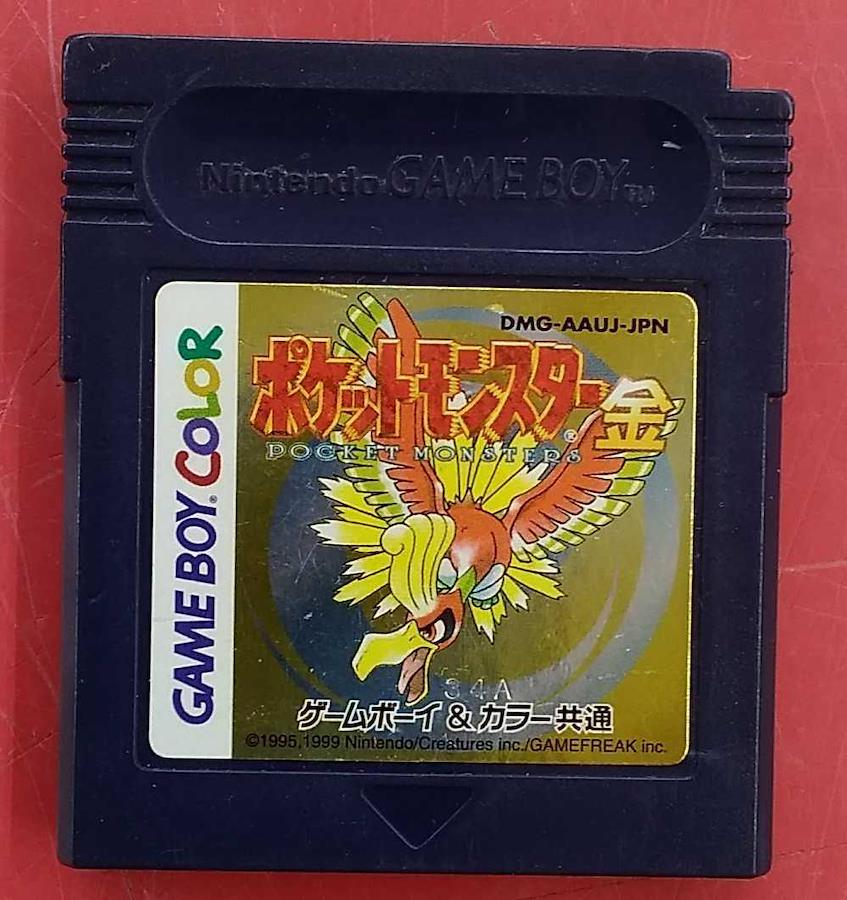 Nintendo GAME BOY™
GAME BOY® COLOR
DMG-AAUJ-JPN
ポケットモンスター®金
POCKET MONSTERS
34A
ゲームボーイ&カラー共通
©1995,1999 Nintendo/Creatures inc./GAMEFREAK inc.